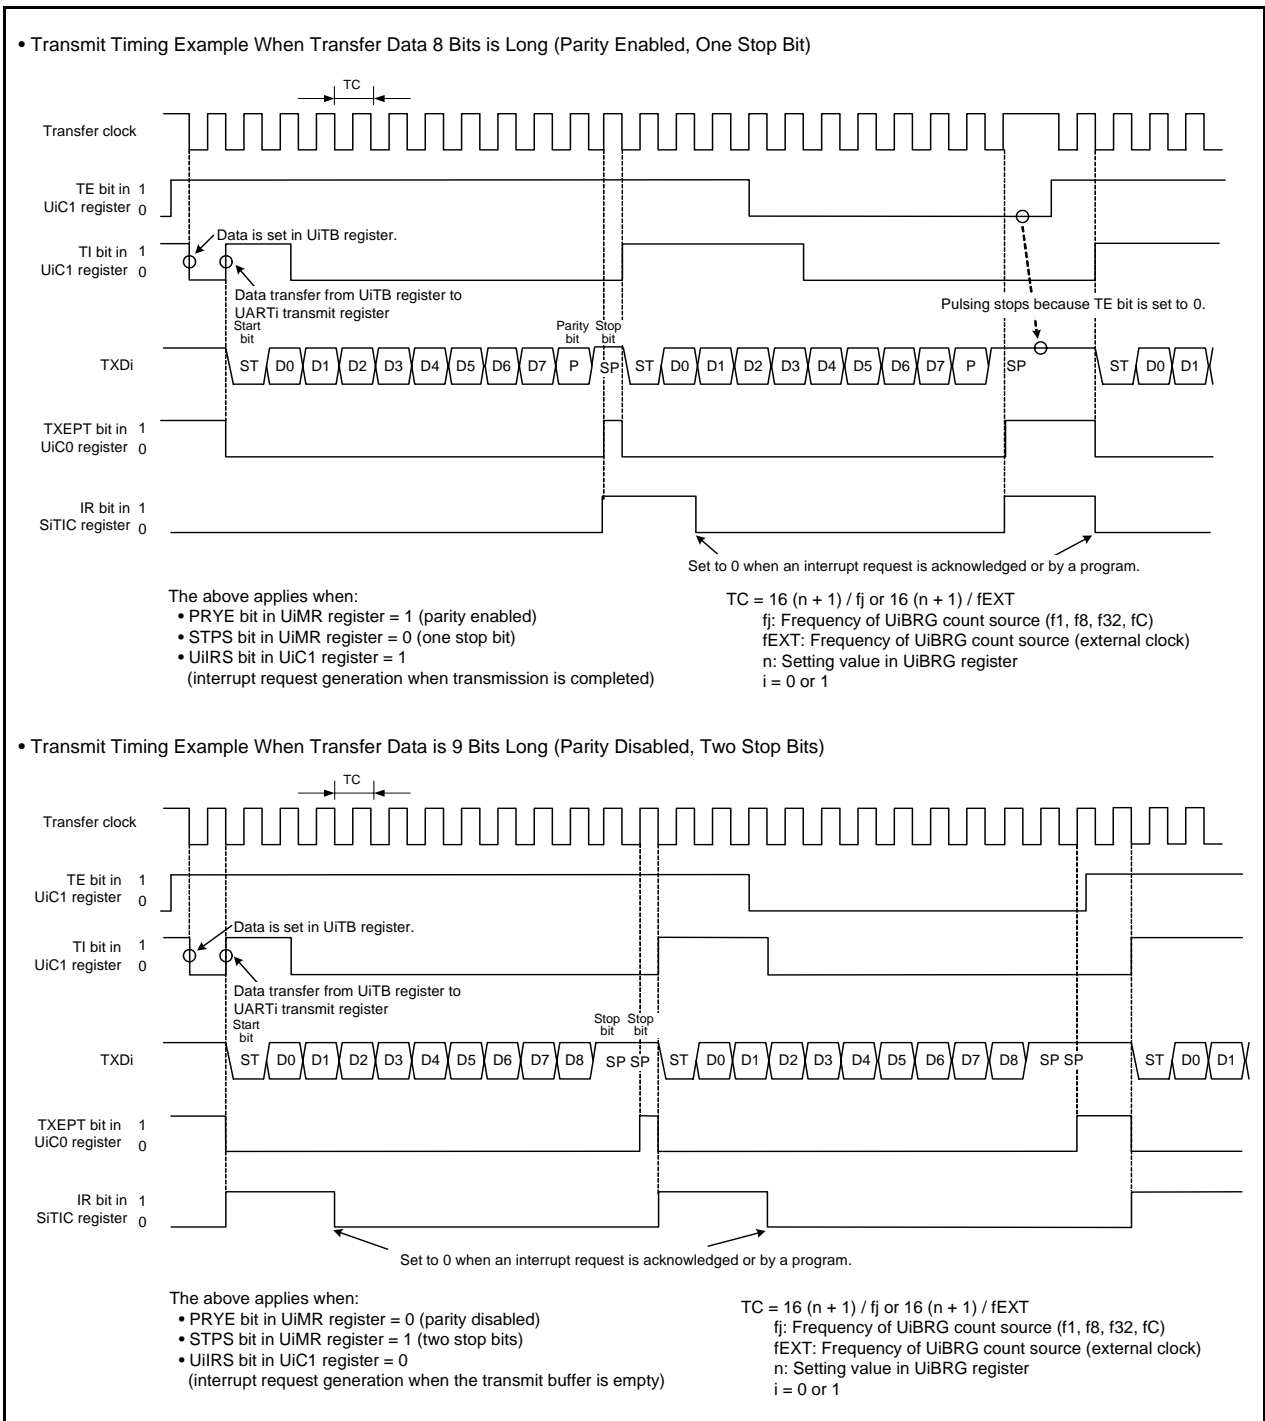 • Transmit Timing Example When Transfer Data 8 Bits is Long (Parity Enabled, One Stop Bit)
TC
Transfer clock
TE bit in 1
UiC1 register 0
Data is set in UiTB register.
TI bit in 1
UiC1 register 0
Data transfer from UiTB register to
UARTi transmit register
Pulsing stops because TE bit is set to 0.
Start bit
Parity bit
Stop bit
TXDi
ST D0 D1 D2 D3 D4 D5 D6 D7 P SP ST D0 D1 D2 D3 D4 D5 D6 D7 P SP ST D0 D1
TXEPT bit in 1
UiC0 register 0
IR bit in 1
SiTIC register 0
Set to 0 when an interrupt request is acknowledged or by a program.
The above applies when:
• PRYE bit in UiMR register = 1 (parity enabled)
• STPS bit in UiMR register = 0 (one stop bit)
• UiIRS bit in UiC1 register = 1
(interrupt request generation when transmission is completed)
TC = 16 (n + 1) / fj or 16 (n + 1) / fEXT
fj: Frequency of UiBRG count source (f1, f8, f32, fC)
fEXT: Frequency of UiBRG count source (external clock)
n: Setting value in UiBRG register
i = 0 or 1
• Transmit Timing Example When Transfer Data is 9 Bits Long (Parity Disabled, Two Stop Bits)
TC
Transfer clock
TE bit in 1
UiC1 register 0
Data is set in UiTB register.
TI bit in 1
UiC1 register 0
Data transfer from UiTB register to
UARTi transmit register
Start bit
Stop bit
Stop bit
TXDi
ST D0 D1 D2 D3 D4 D5 D6 D7 D8 SP SP ST D0 D1 D2 D3 D4 D5 D6 D7 D8 SP SP ST D0 D1
TXEPT bit in 1
UiC0 register 0
IR bit in 1
SiTIC register 0
Set to 0 when an interrupt request is acknowledged or by a program.
The above applies when:
• PRYE bit in UiMR register = 0 (parity disabled)
• STPS bit in UiMR register = 1 (two stop bits)
• UiIRS bit in UiC1 register = 0
(interrupt request generation when the transmit buffer is empty)
TC = 16 (n + 1) / fj or 16 (n + 1) / fEXT
fj: Frequency of UiBRG count source (f1, f8, f32, fC)
fEXT: Frequency of UiBRG count source (external clock)
n: Setting value in UiBRG register
i = 0 or 1